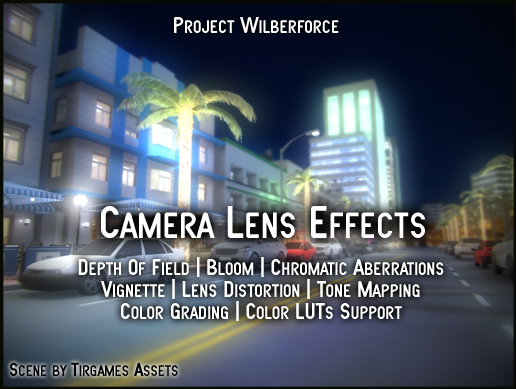 Project Wilberforce
Camera Lens Effects
Depth Of Field | Bloom | Chromatic Aberrations
Vignette | Lens Distortion | Tone Mapping
Color Grading | Color LUTs Support
Scene by Tirgames Assets